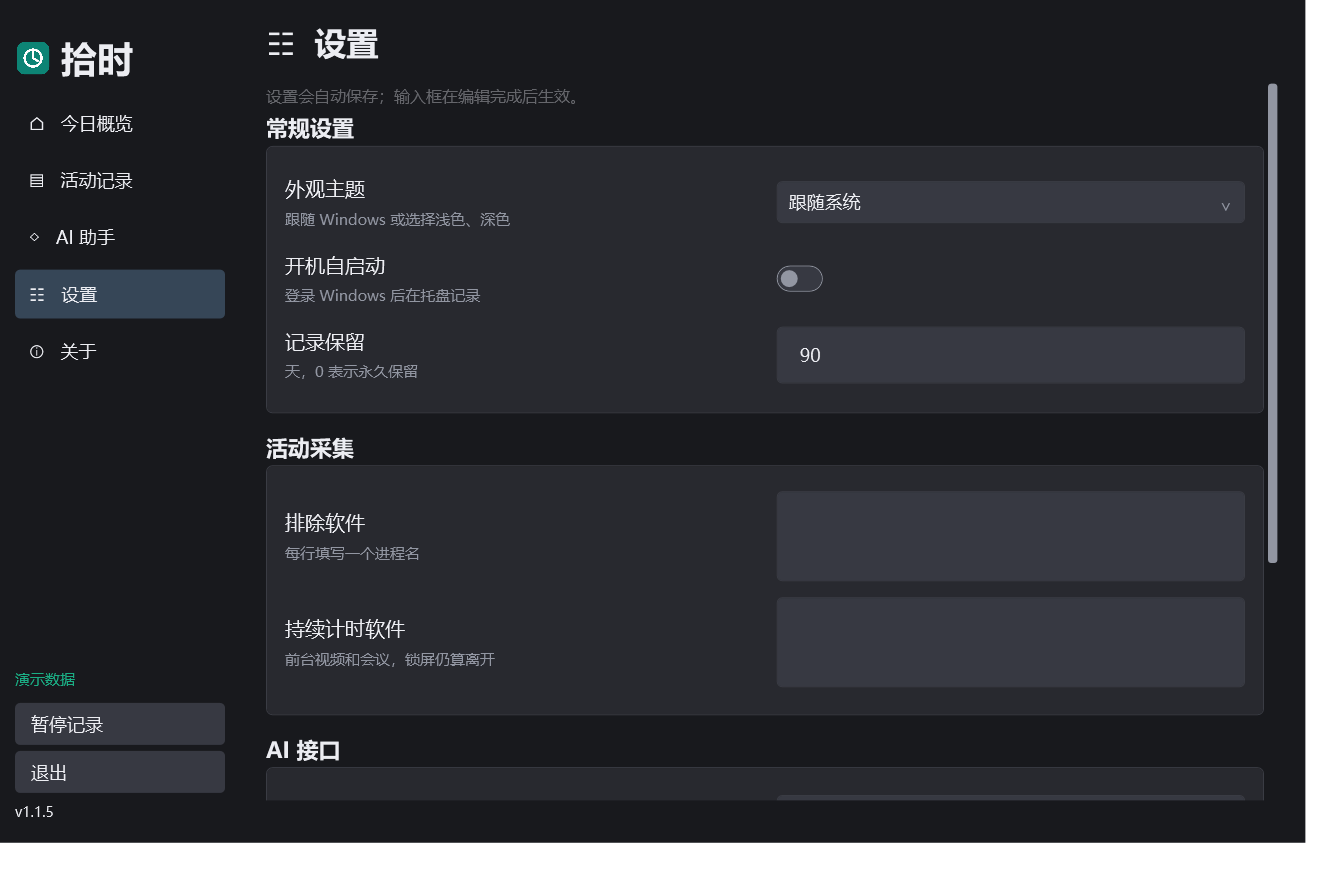 拾时
今日概览
活动记录
AI 助手
设置
关于
演示数据
暂停记录
退出
v1.1.5
设置
设置会自动保存；输入框在编辑完成后生效。
常规设置
外观主题
跟随 Windows 或选择浅色、深色
跟随系统
开机自启动
登录 Windows 后在托盘记录
记录保留
天，0 表示永久保留
90
活动采集
排除软件
每行填写一个进程名
持续计时软件
前台视频和会议，锁屏仍算离开
AI 接口